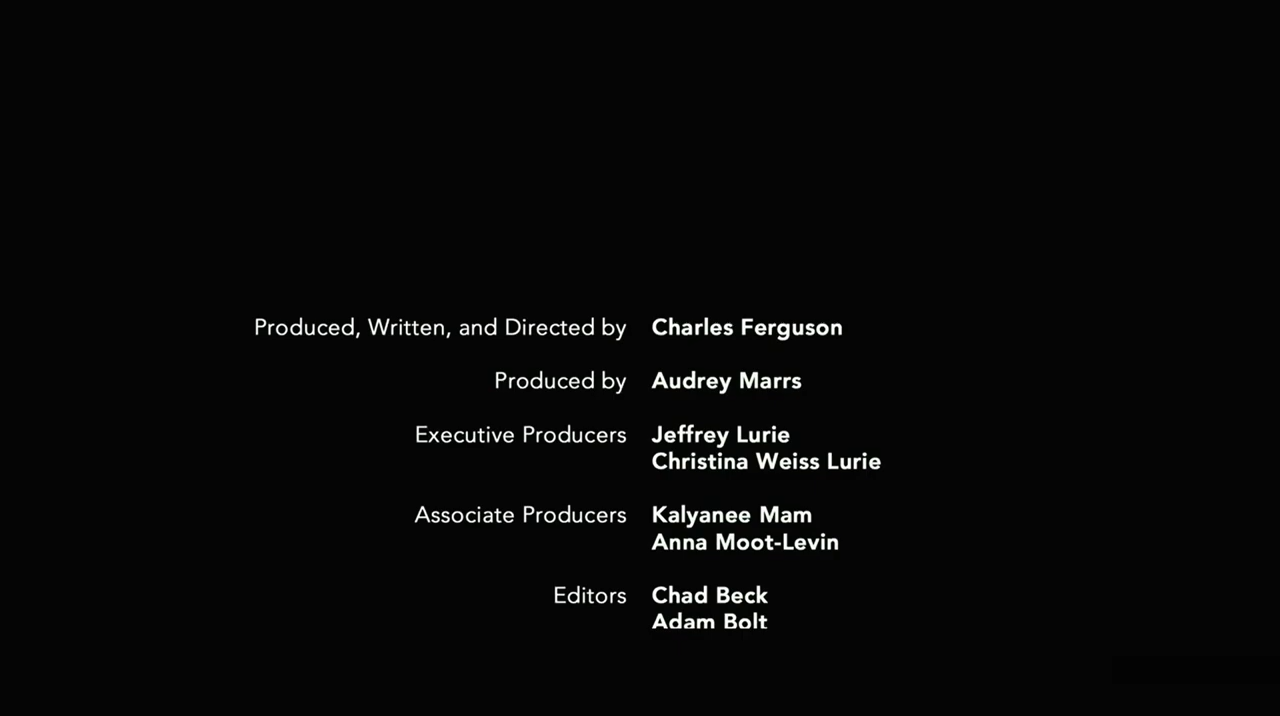 Produced, Written, and Directed by Charles Ferguson
Produced by Audrey Marrs
Executive Producers Jeffrey Lurie
Christina Weiss Lurie
Associate Producers Kalyanee Mam
Anna Moot-Levin
Editors Chad Beck
Adam Bolt